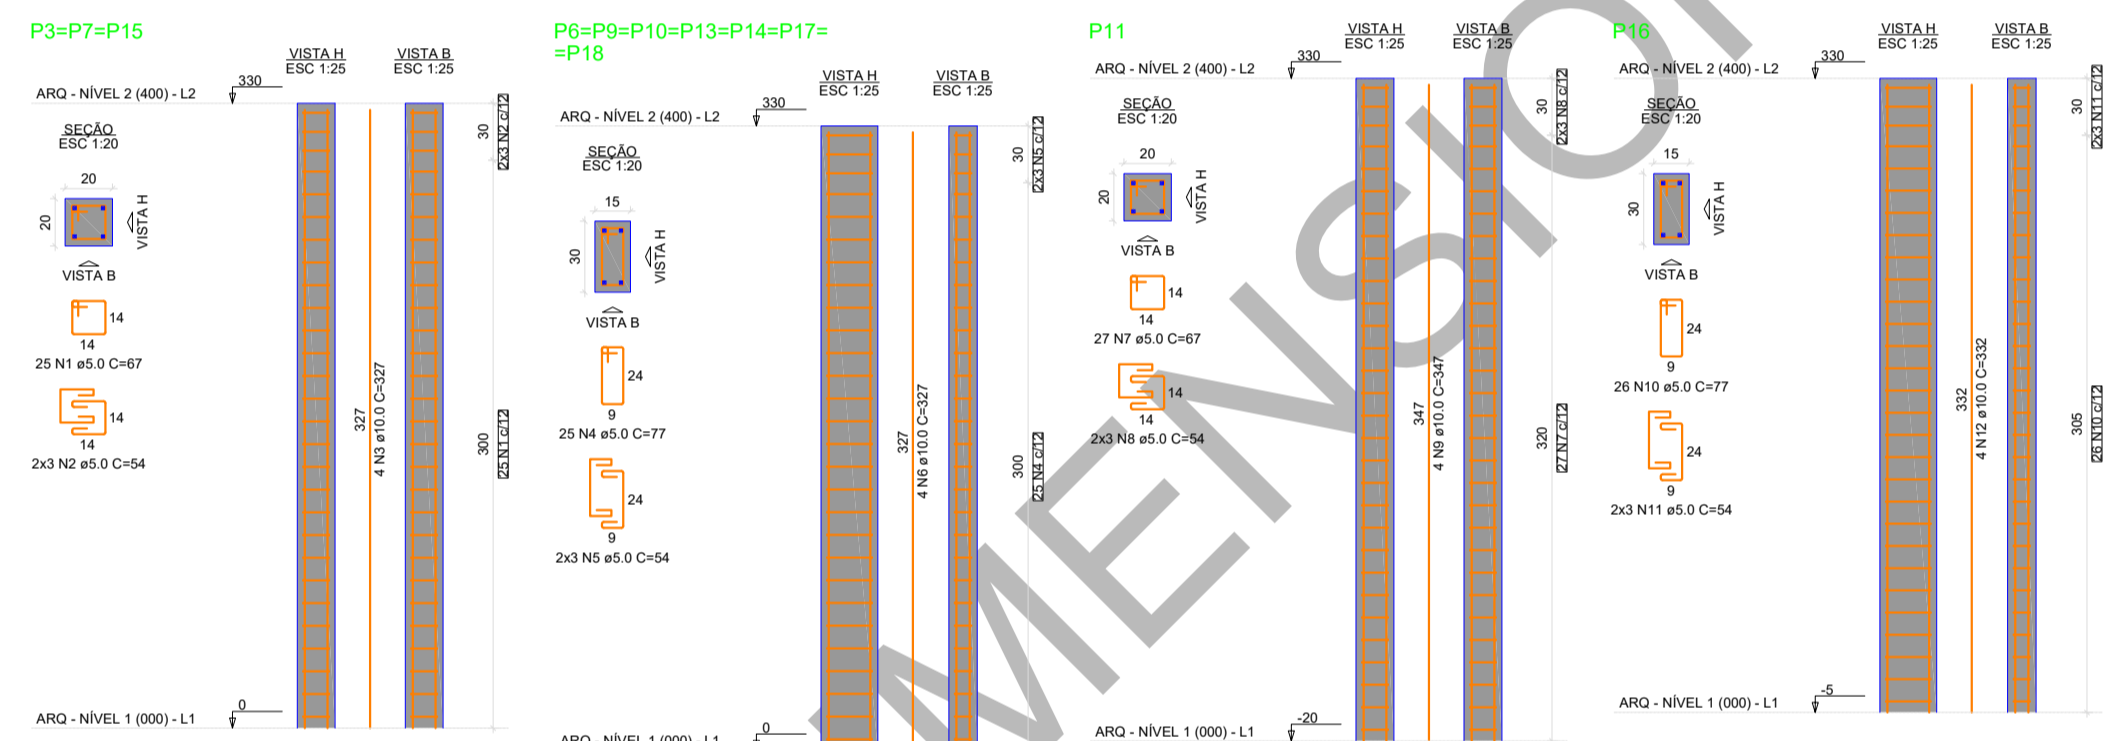 P3=P7=P15
VISTA H
ESC 1:25
VISTA B
ESC 1:25
330
ARQ - NÍVEL 2 (400) - L2
SEÇÃO
ESC 1:20
20
20
VISTA H
VISTA B
14
14
25 N1 ø5.0 C=67
14
14
2x3 N2 ø5.0 C=54
327
4 N3 ø10.0 C=327
30
2x3 N2 c/12
300
25 N1 c/12
0
ARQ - NÍVEL 1 (000) - L1
P6=P9=P10=P13=P14=P17=
=P18
VISTA H
ESC 1:25
VISTA B
ESC 1:25
330
ARQ - NÍVEL 2 (400) - L2
SEÇÃO
ESC 1:20
15
30
VISTA H
VISTA B
24
9
25 N4 ø5.0 C=77
24
9
2x3 N5 ø5.0 C=54
327
4 N6 ø10.0 C=327
30
2x3 N5 c/12
300
25 N4 c/12
0
ARQ - NÍVEL 1 (000) - L1
P11
VISTA H
ESC 1:25
VISTA B
ESC 1:25
330
ARQ - NÍVEL 2 (400) - L2
SEÇÃO
ESC 1:20
20
20
VISTA H
VISTA B
14
14
27 N7 ø5.0 C=67
14
14
2x3 N8 ø5.0 C=54
347
4 N9 ø10.0 C=347
30
2x3 N8 c/12
320
27 N7 c/12
-20
ARQ - NÍVEL 1 (000) - L1
P16
VISTA H
ESC 1:25
VISTA B
ESC 1:25
330
ARQ - NÍVEL 2 (400) - L2
SEÇÃO
ESC 1:20
15
30
VISTA H
VISTA B
24
9
26 N10 ø5.0 C=77
24
9
2x3 N11 ø5.0 C=54
332
4 N12 ø10.0 C=332
30
2x3 N11 c/12
305
26 N10 c/12
-5
ARQ - NÍVEL 1 (000) - L1
MENSIO